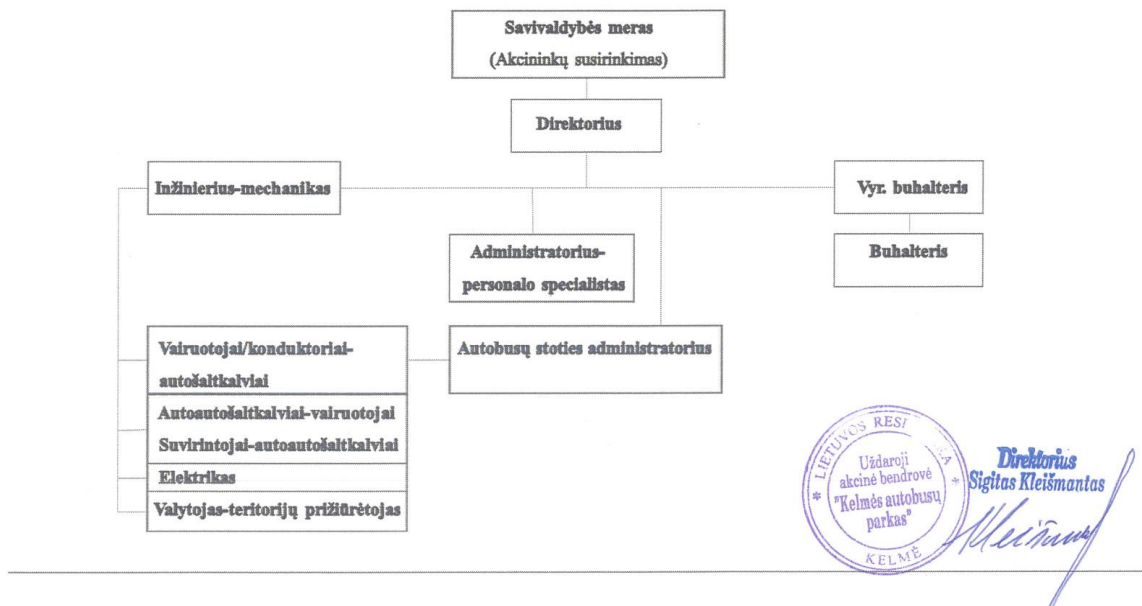 Savivaldybės meras
(Akcininkų susirinkimas)
Direktorius
Inžinierius-mechanikas
Vyr. buhalteris
Administratorius-
personalo specialistas
Buhalteris
Vairuotojai/konduktoriai-
autošaltkalviai
Autobusų stoties administratorius
Autoautošaltkalviai-vairuotojai
Suvirintojai-autoautošaltkalviai
Elektrikas
Valytojas-teritorijų prižiūrėtojas
LIETUVOS
Uždaroji
akcinė bendrovė
"Kelmės autobusų
parkas"
KELMĖ
Direktorius
Sigitas Kleišmantas